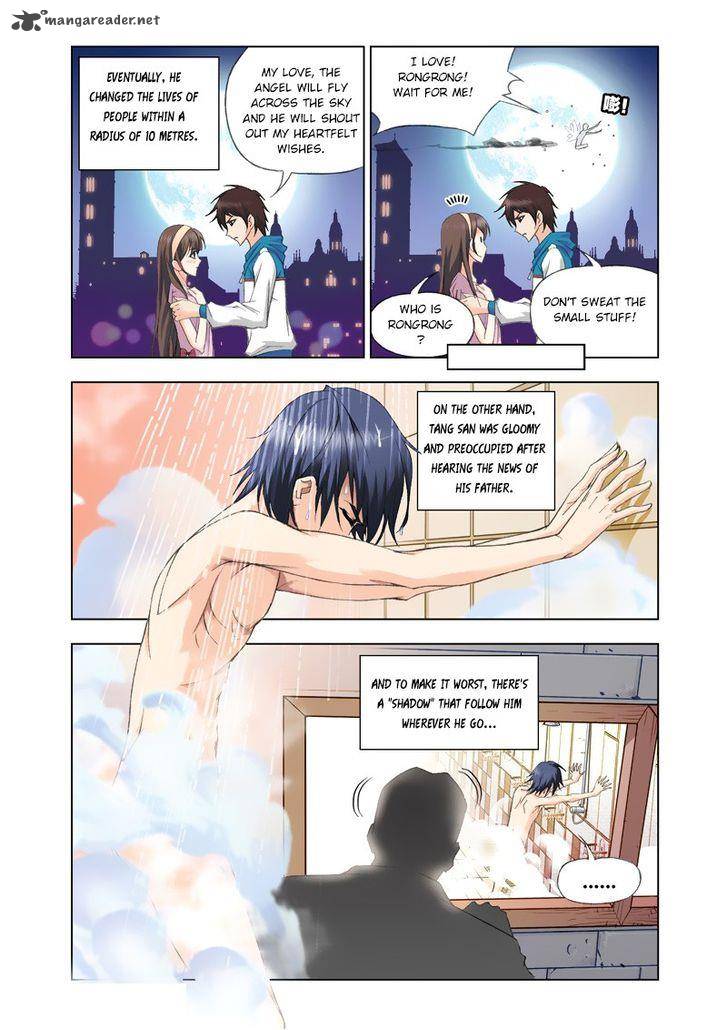 mangareader.net
EVENTUALLY, HE
CHANGED THE LIVES OF
PEOPLE WITHIN A
RADIUS OF 10 METRES.
MY LOVE, THE
ANGEL WILL FLY
ACROSS THE SKY
AND HE WILL SHOUT
OUT MY HEARTFELT
WISHES.
I LOVE!
RONGRONG!
WAIT FOR ME!
嘭!
WHO IS
RONGRONG
?
DON'T SWEAT THE
SMALL STUFF!
ON THE OTHER HAND,
TANG SAN WAS GLOOMY
AND PREOCCUPIED AFTER
HEARING THE NEWS OF
HIS FATHER.
AND TO MAKE IT WORST, THERE'S
A "SHADOW" THAT FOLLOW HIM
WHEREVER HE GO...
......